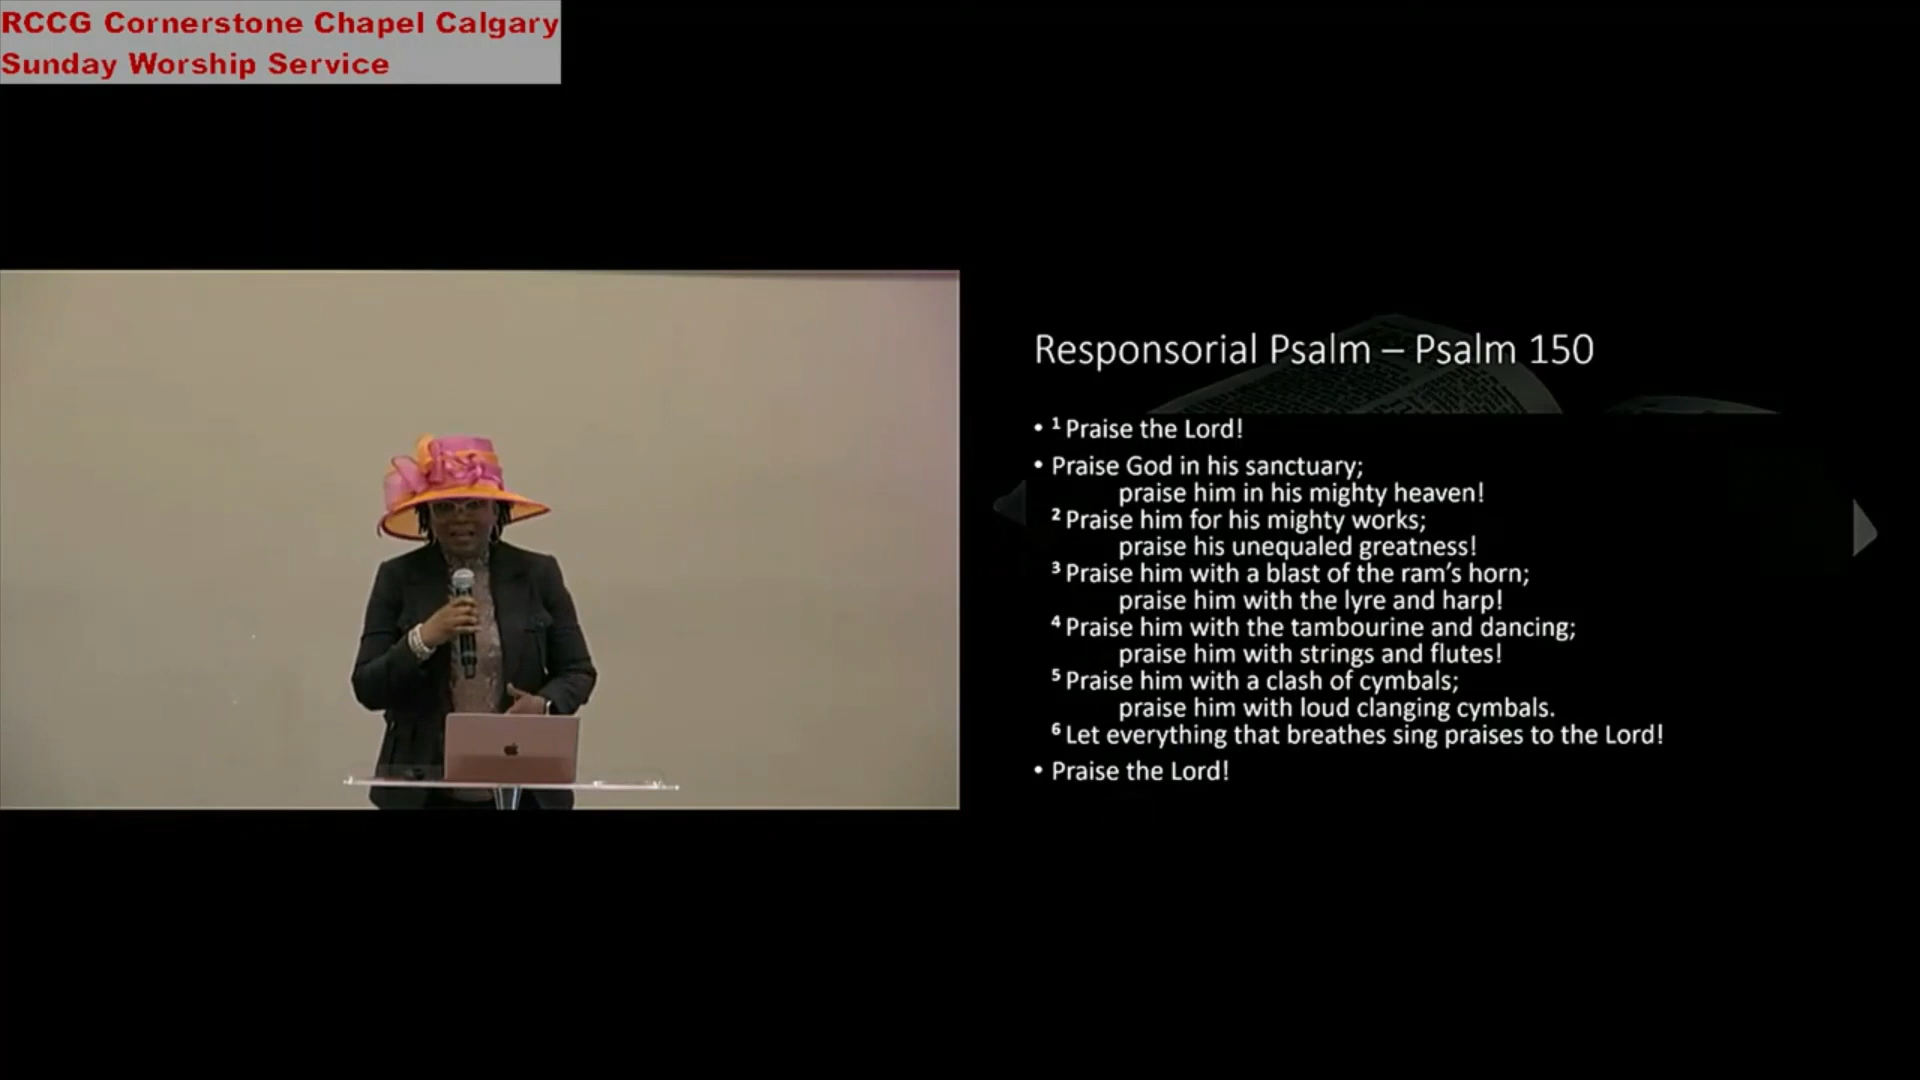 RCCG Cornerstone Chapel Calgary
Sunday Worship Service
Responsorial Psalm – Psalm 150
• ¹ Praise the Lord!
• Praise God in his sanctuary;
praise him in his mighty heaven!
² Praise him for his mighty works;
praise his unequaled greatness!
³ Praise him with a blast of the ram’s horn;
praise him with the lyre and harp!
⁴ Praise him with the tambourine and dancing;
praise him with strings and flutes!
⁵ Praise him with a clash of cymbals;
praise him with loud clanging cymbals.
⁶ Let everything that breathes sing praises to the Lord!
• Praise the Lord!